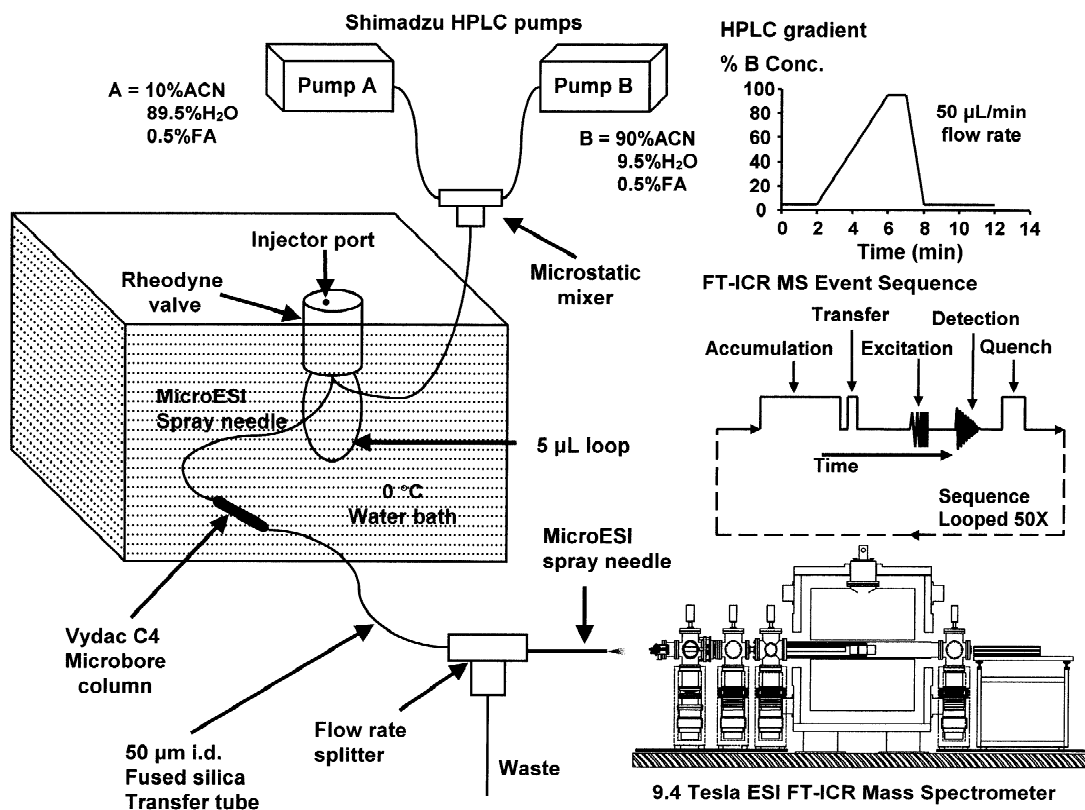 Shimadzu HPLC pumps
Pump A
Pump B
A = 10%ACN
89.5%H₂O
0.5%FA
B = 90%ACN
9.5%H₂O
0.5%FA
Microstatic
mixer
Injector port
Rheodyne
valve
MicroESI
Spray needle
5 µL loop
0 °C
Water bath
MicroESI
spray needle
Vydac C4
Microbore
column
50 µm i.d.
Fused silica
Transfer tube
Flow rate
splitter
Waste
HPLC gradient
% B Conc.
100
80
60
40
20
0
0 2 4 6 8 10 12 14
Time (min)
50 µL/min
flow rate
FT-ICR MS Event Sequence
Transfer
Detection
Accumulation
Excitation
Quench
Time
Sequence
Looped 50X
9.4 Tesla ESI FT-ICR Mass Spectrometer